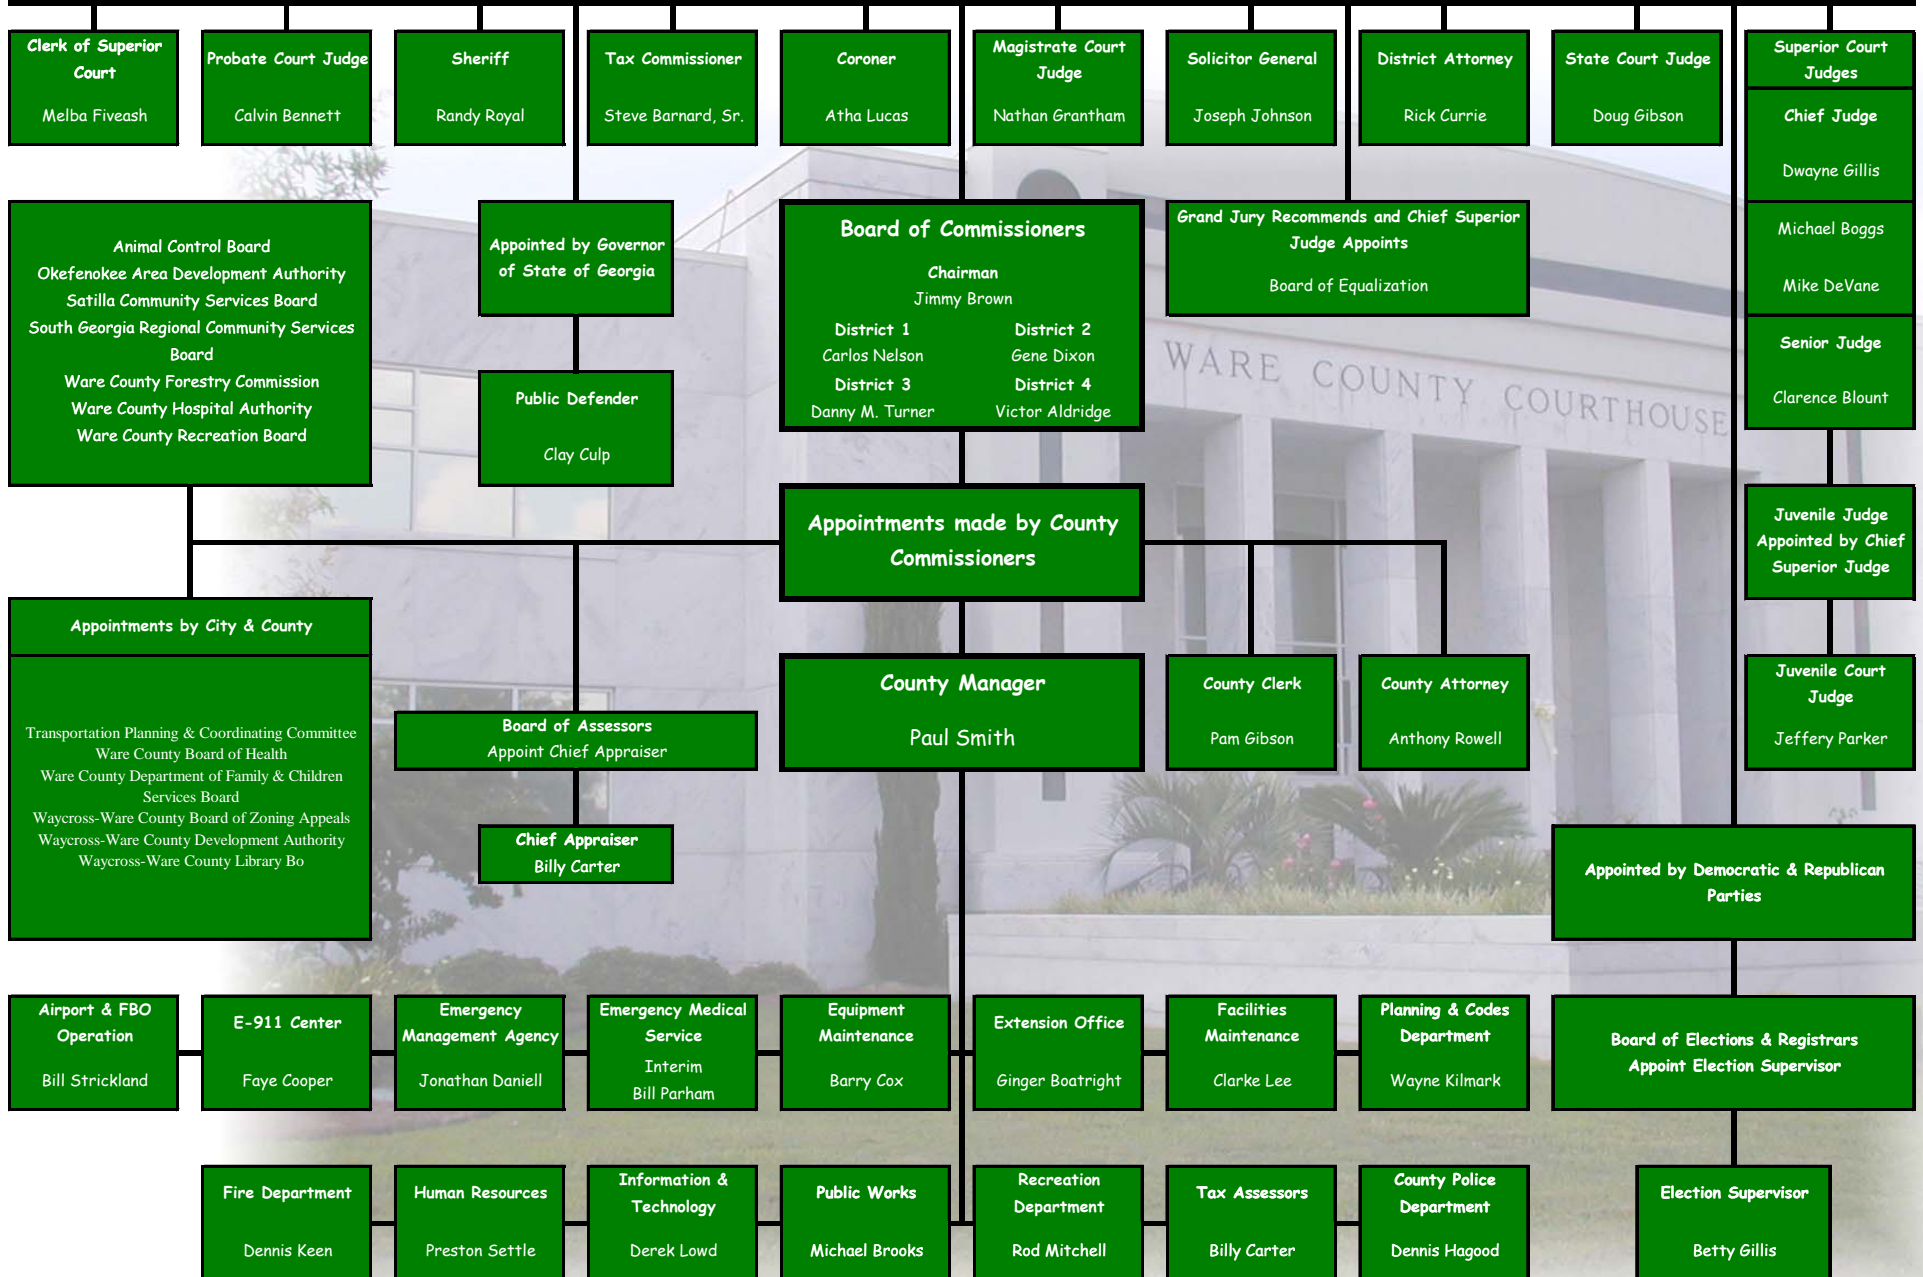 Clerk of Superior
Court
Melba Fiveash
Probate Court Judge
Calvin Bennett
Sheriff
Randy Royal
Tax Commissioner
Steve Barnard, Sr.
Coroner
Atha Lucas
Magistrate Court
Judge
Nathan Grantham
Solicitor General
Joseph Johnson
District Attorney
Rick Currie
State Court Judge
Doug Gibson
Superior Court
Judges
Chief Judge
Dwayne Gillis
Michael Boggs
Mike DeVane
Senior Judge
Clarence Blount
Animal Control Board
Okefenokee Area Development Authority
Satilla Community Services Board
South Georgia Regional Community Services
Board
Ware County Forestry Commission
Ware County Hospital Authority
Ware County Recreation Board
Appointed by Governor
of State of Georgia
Public Defender
Clay Culp
Board of Commissioners
Chairman
Jimmy Brown
District 1 District 2
Carlos Nelson Gene Dixon
District 3 District 4
Danny M. Turner Victor Aldridge
Grand Jury Recommends and Chief Superior
Judge Appoints
Board of Equalization
WARE COUNTY COURTHOUSE
Appointments made by County
Commissioners
Juvenile Judge
Appointed by Chief
Superior Judge
Appointments by City & County
Transportation Planning & Coordinating Committee
Ware County Board of Health
Ware County Department of Family & Children
Services Board
Waycross-Ware County Board of Zoning Appeals
Waycross-Ware County Development Authority
Waycross-Ware County Library Bo
Board of Assessors
Appoint Chief Appraiser
Chief Appraiser
Billy Carter
County Manager
Paul Smith
County Clerk
Pam Gibson
County Attorney
Anthony Rowell
Juvenile Court
Judge
Jeffery Parker
Appointed by Democratic & Republican
Parties
Airport & FBO
Operation
Bill Strickland
E-911 Center
Faye Cooper
Emergency
Management Agency
Jonathan Daniell
Emergency Medical
Service
Interim
Bill Parham
Equipment
Maintenance
Barry Cox
Extension Office
Ginger Boatright
Facilities
Maintenance
Clarke Lee
Planning & Codes
Department
Wayne Kilmark
Board of Elections & Registrars
Appoint Election Supervisor
Fire Department
Dennis Keen
Human Resources
Preston Settle
Information &
Technology
Derek Lowd
Public Works
Michael Brooks
Recreation
Department
Rod Mitchell
Tax Assessors
Billy Carter
County Police
Department
Dennis Hagood
Election Supervisor
Betty Gillis